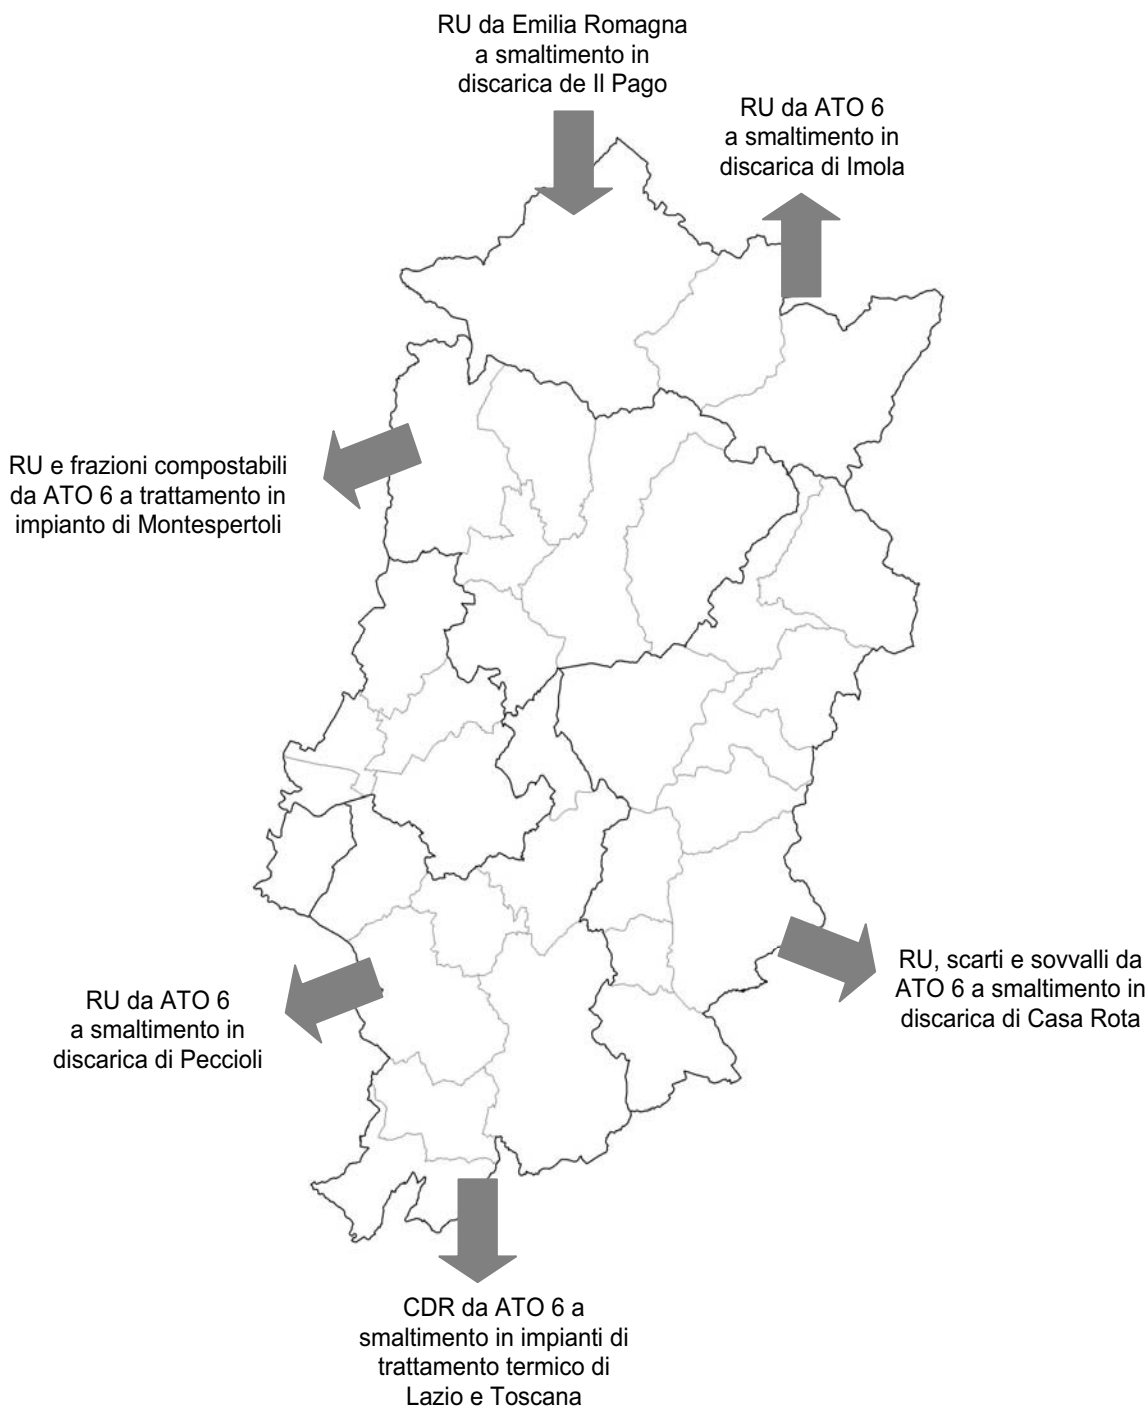 RU da Emilia Romagna
a smaltimento in
discarica de Il Pago
RU da ATO 6
a smaltimento in
discarica di Imola
RU e frazioni compostabili
da ATO 6 a trattamento in
impianto di Montespertoli
RU, scarti e sovvalli da
ATO 6 a smaltimento in
discarica di Casa Rota
RU da ATO 6
a smaltimento in
discarica di Peccioli
CDR da ATO 6 a
smaltimento in impianti di
trattamento termico di
Lazio e Toscana